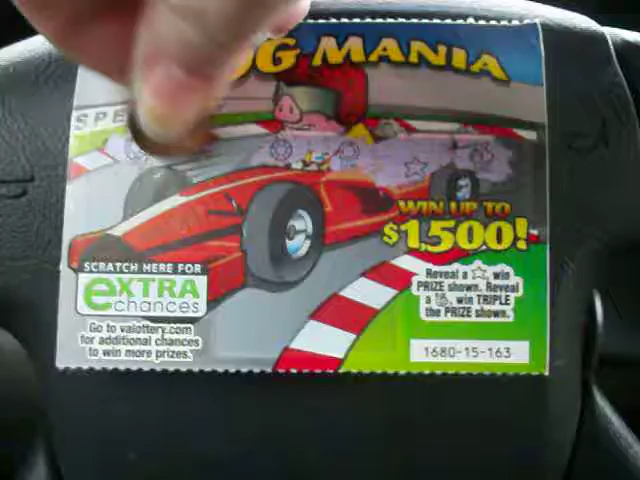 OG MANIA
SPE
WIN UP TO
$1,500!
SCRATCH HERE FOR
eXTRA
chances
Reveal a win
PRIZE shown. Reveal
a win TRIPLE
the PRIZE shown.
Go to valottery.com
for additional chances
to win more prizes.
1680-15-163